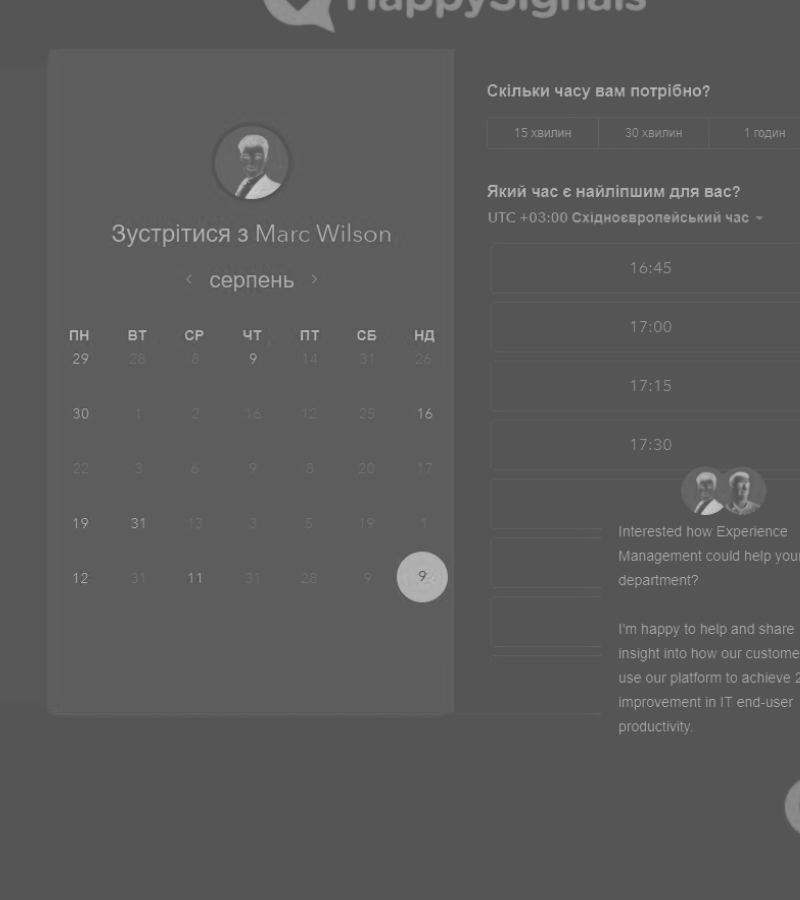 HappySignals
Зустрітися з Marc Wilson
серпень
ПН ВТ СР ЧТ ПТ СБ НД
29 28 8 9 14 31 26
30 1 2 16 12 25 16
22 3 6 9 8 20 17
19 31 13 3 5 19 1
12 31 11 31 28 9 9
Скільки часу вам потрібно?
15 хвилин 30 хвилин 1 годин
Який час є найліпшим для вас?
UTC +03:00 Східноєвропейський час
16:45
17:00
17:15
17:30
Interested how Experience
Management could help your
department?
I'm happy to help and share
insight into how our custome
use our platform to achieve 2
improvement in IT end-user
productivity.